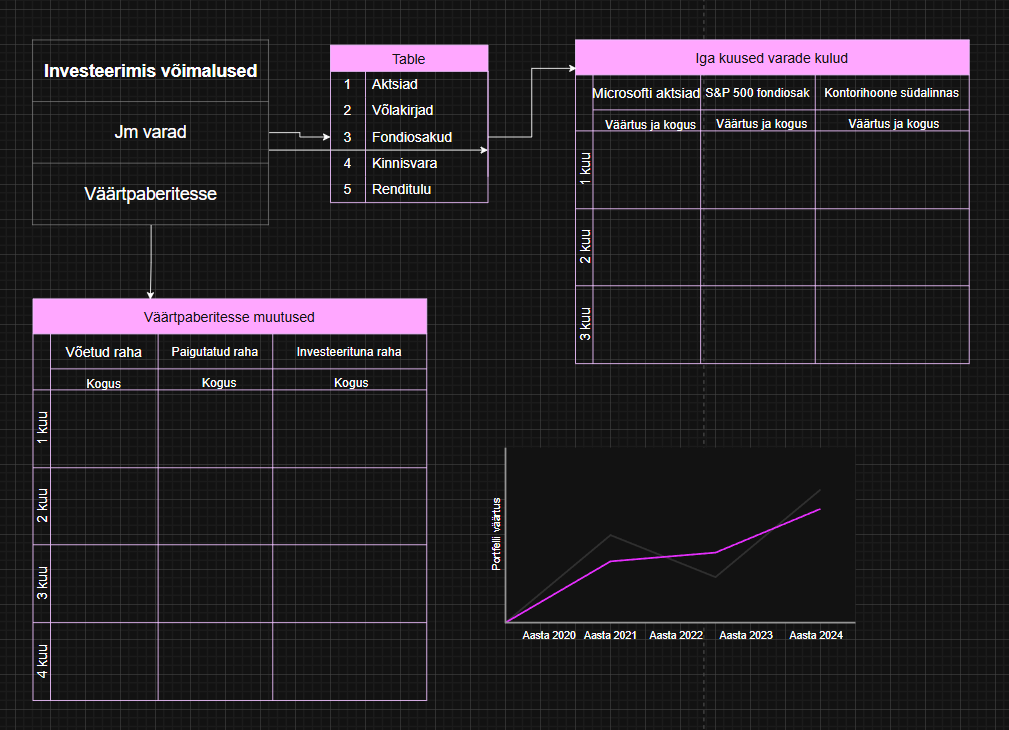 Investeerimis võimalused
Jm varad
Väärtpaberitesse
Table
1 Aktsiad
2 Võlakirjad
3 Fondiosakud
4 Kinnisvara
5 Renditulu
Iga kuused varade kulud
Microsofti aktsiad S&P 500 fondiosak Kontorihoone südalinnas
Väärtus ja kogus Väärtus ja kogus Väärtus ja kogus
1 kuu
2 kuu
3 kuu
Väärtpaberitesse muutused
Võetud raha Paigutatud raha Investeerituna raha
Kogus Kogus Kogus
1 kuu
2 kuu
3 kuu
4 kuu
Portfelli väärtus
Aasta 2020 Aasta 2021 Aasta 2022 Aasta 2023 Aasta 2024